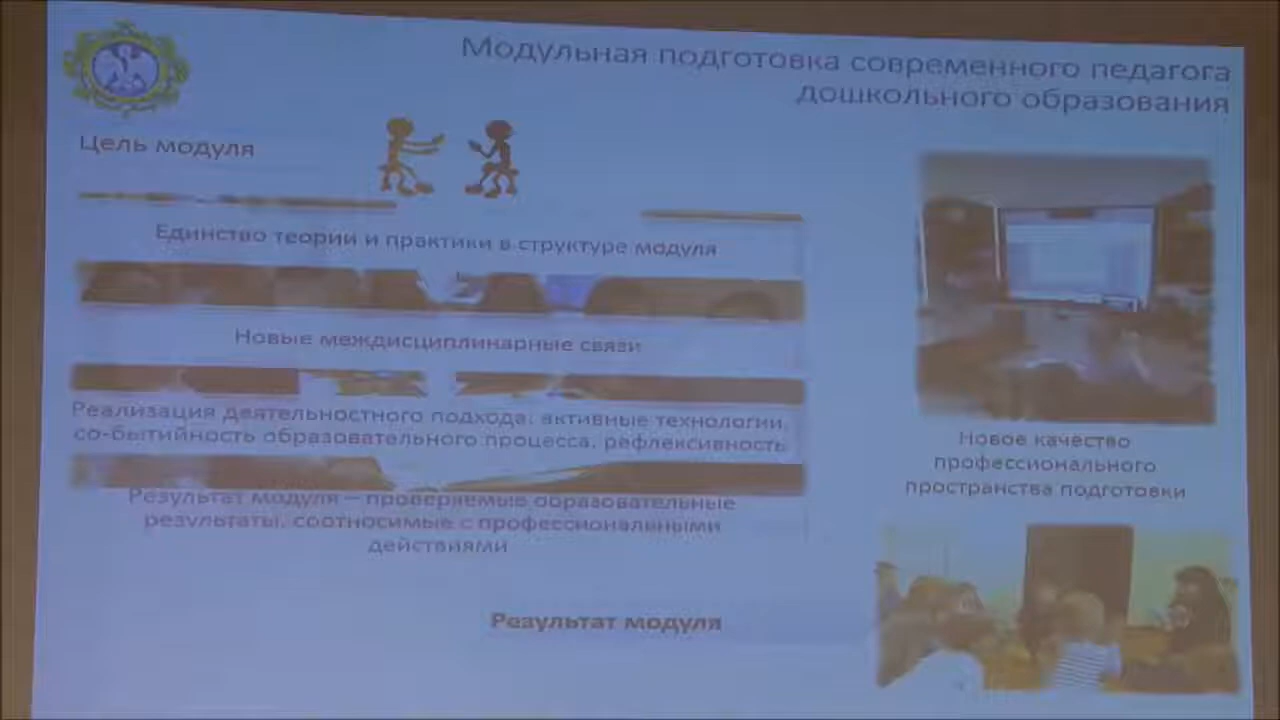 Модульная подготовка современного педагога
дошкольного образования
Цель модуля
Единство теории и практики в структуре модуля
Новые междисциплинарные связи
Реализация деятельностного подхода: активные технологии,
со-бытийность образовательного процесса, рефлексивность
Результат модуля – проверяемые образовательные
результаты, соотносимые с профессиональными
действиями
Результат модуля
Новое качество
профессионального
пространства подготовки